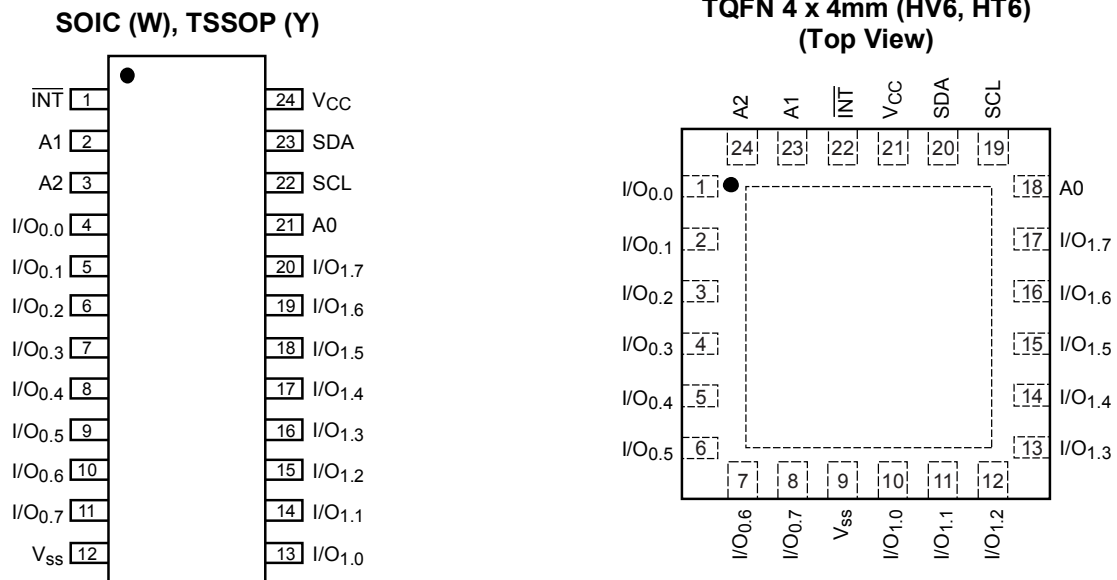 SOIC (W), TSSOP (Y)
INT 1 24 VCC
A1 2 23 SDA
A2 3 22 SCL
I/O0.0 4 21 A0
I/O0.1 5 20 I/O1.7
I/O0.2 6 19 I/O1.6
I/O0.3 7 18 I/O1.5
I/O0.4 8 17 I/O1.4
I/O0.5 9 16 I/O1.3
I/O0.6 10 15 I/O1.2
I/O0.7 11 14 I/O1.1
VSS 12 13 I/O1.0
TQFN 4 x 4mm (HV6, HT6)
(Top View)
A2 A1 INT VCC SDA SCL
24 23 22 21 20 19
I/O0.0 1 18 A0
I/O0.1 2 17 I/O1.7
I/O0.2 3 16 I/O1.6
I/O0.3 4 15 I/O1.5
I/O0.4 5 14 I/O1.4
I/O0.5 6 13 I/O1.3
7 8 9 10 11 12
I/O0.6 I/O0.7 Vss I/O1.0 I/O1.1 I/O1.2